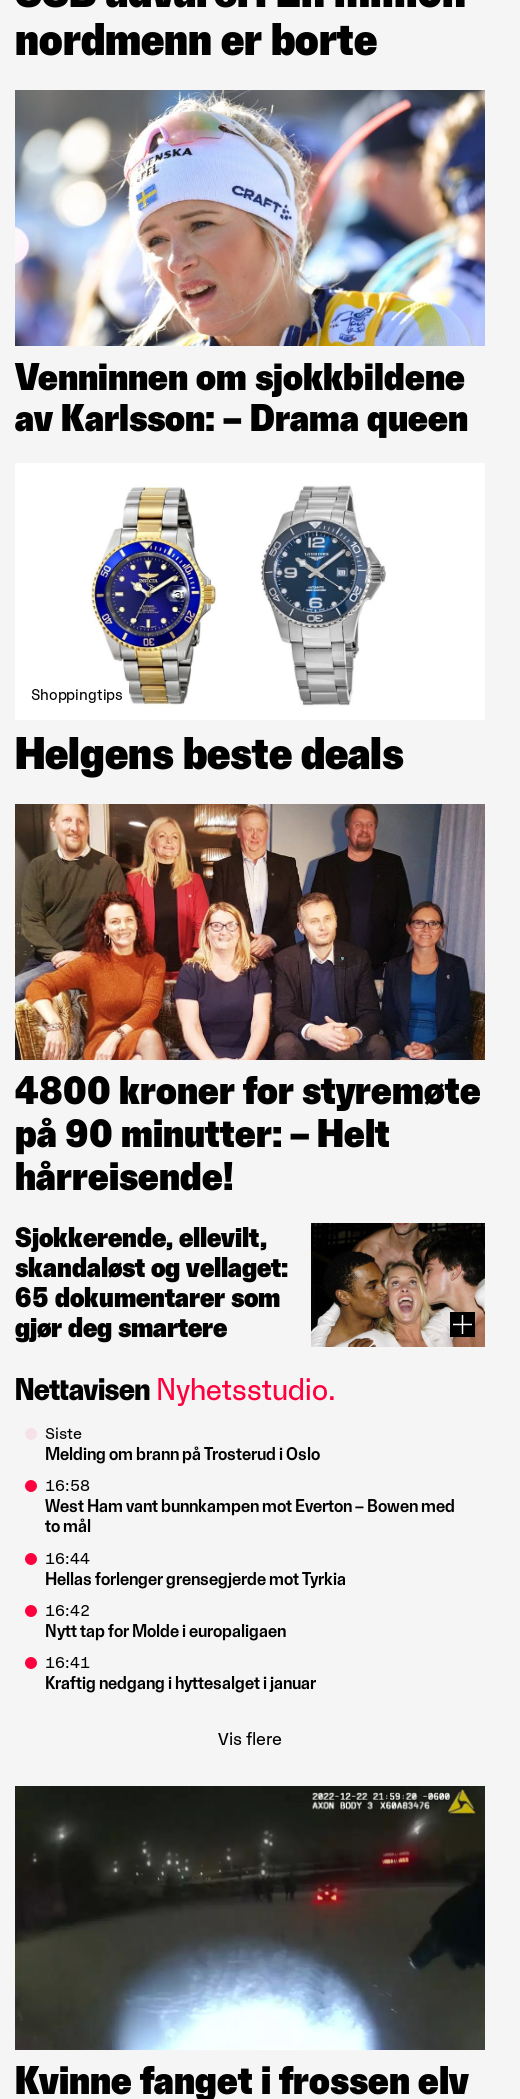 nordmenn er borte
VENSKA
CRAFT
Venninnen om sjokkbildene
av Karlsson: – Drama queen
INVICTA
LONGINES
Shoppingtips
Helgens beste deals
4800 kroner for styremøte
på 90 minutter: – Helt
hårreisende!
Sjokkerende, ellevilt,
skandaløst og vellaget:
65 dokumentarer som
gjør deg smartere
Nettavisen Nyhetsstudio.
Siste
Melding om brann på Trosterud i Oslo
16:58
West Ham vant bunnkampen mot Everton – Bowen med
to mål
16:44
Hellas forlenger grensegjerde mot Tyrkia
16:42
Nytt tap for Molde i europaligaen
16:41
Kraftig nedgang i hyttesalget i januar
Vis flere
2022-12-22 21:59:20 -0600
AXON BODY 3 X60A83476
Kvinne fanget i frossen elv